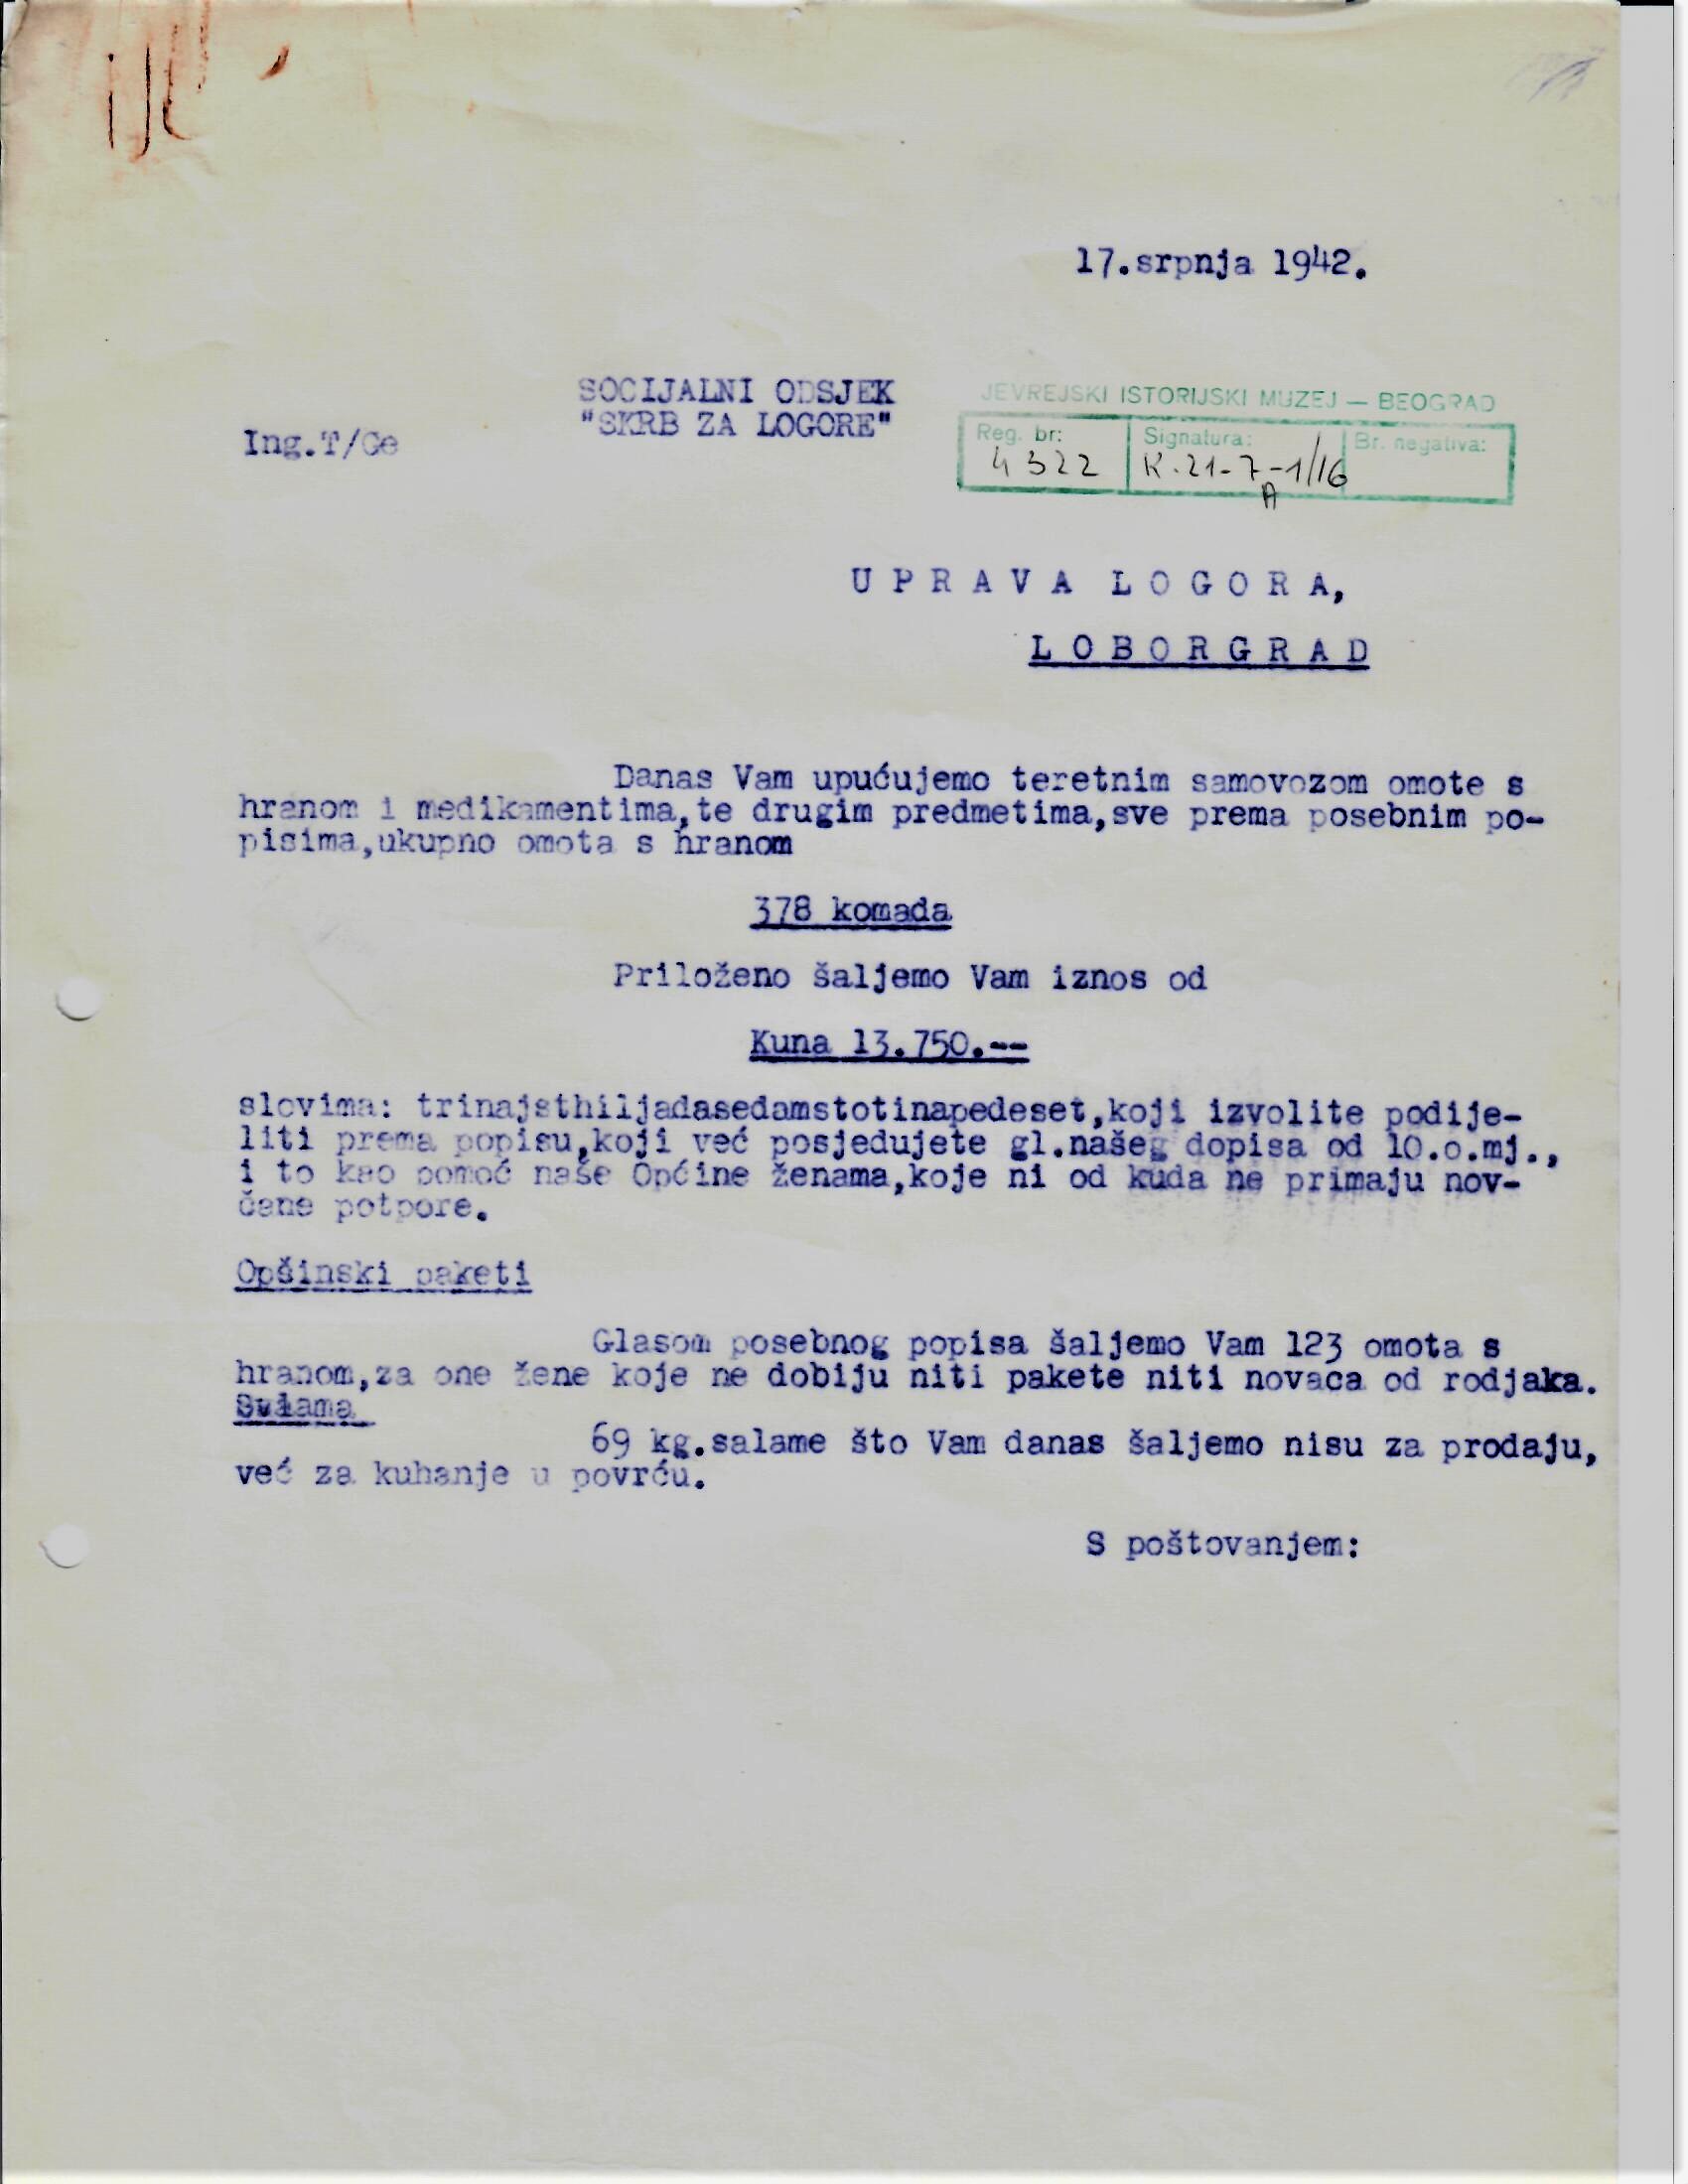 17.srpnja 1942.
SOCIJALNI ODSJEK
"SKRB ZA LOGORE"
Ing.T/Ce
JEVREJSKI ISTORIJSKI MUZEJ — BEOGRAD
Reg. br: Signatura: Br. negativa:
4322 K.21-7-1/16
A
U P R A V A L O G O R A,
L O B O R G R A D
Danas Vam upućujemo teretnim samovozom omote s
hranom i medikamentima,te drugim predmetima,sve prema posebnim po-
pisima,ukupno omota s hranom
378 komada
Priloženo šaljemo Vam iznos od
Kuna 13.750.--
slovima: trinajsthiljadasedamstotinapedeset,koji izvolite podije-
liti prema popisu,koji već posjedujete gl.našeg dopisa od 10.o.mj.,
i to kao pomoć naše Općine ženama,koje ni od kuda ne primaju nov-
čane potpore.
Opšinski paketi
Glasom posebnog popisa šaljemo Vam 123 omota s
hranom,za one žene koje ne dobiju niti pakete niti novaca od rodjaka.
69 kg.salame što Vam danas šaljemo nisu za prodaju,
već za kuhanje u povrću.
S poštovanjem: